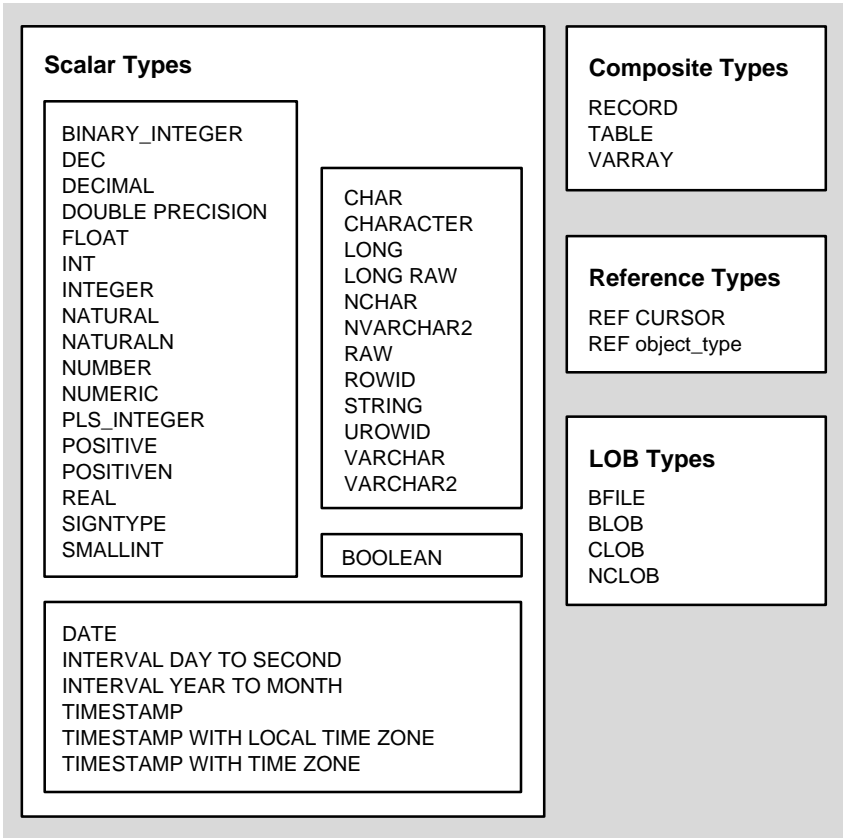 Scalar Types
BINARY_INTEGER
DEC
DECIMAL
DOUBLE PRECISION
FLOAT
INT
INTEGER
NATURAL
NATURALN
NUMBER
NUMERIC
PLS_INTEGER
POSITIVE
POSITIVEN
REAL
SIGNTYPE
SMALLINT
CHAR
CHARACTER
LONG
LONG RAW
NCHAR
NVARCHAR2
RAW
ROWID
STRING
UROWID
VARCHAR
VARCHAR2
BOOLEAN
DATE
INTERVAL DAY TO SECOND
INTERVAL YEAR TO MONTH
TIMESTAMP
TIMESTAMP WITH LOCAL TIME ZONE
TIMESTAMP WITH TIME ZONE
Composite Types
RECORD
TABLE
VARRAY
Reference Types
REF CURSOR
REF object_type
LOB Types
BFILE
BLOB
CLOB
NCLOB